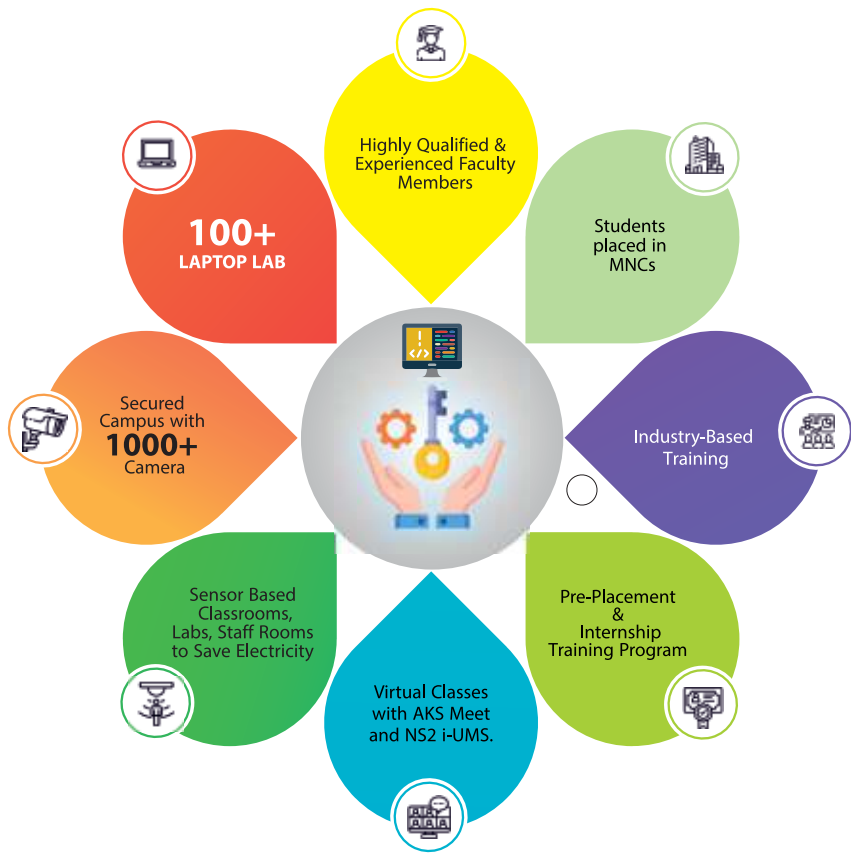 Highly Qualified &
Experienced Faculty
Members
Students
placed in
MNCs
Industry-Based
Training
Pre-Placement
&
Internship
Training Program
Virtual Classes
with AKS Meet
and NS2 i-UMS.
Sensor Based
Classrooms,
Labs, Staff Rooms
to Save Electricity
Secured
Campus with
1000+
Camera
100+
LAPTOP LAB